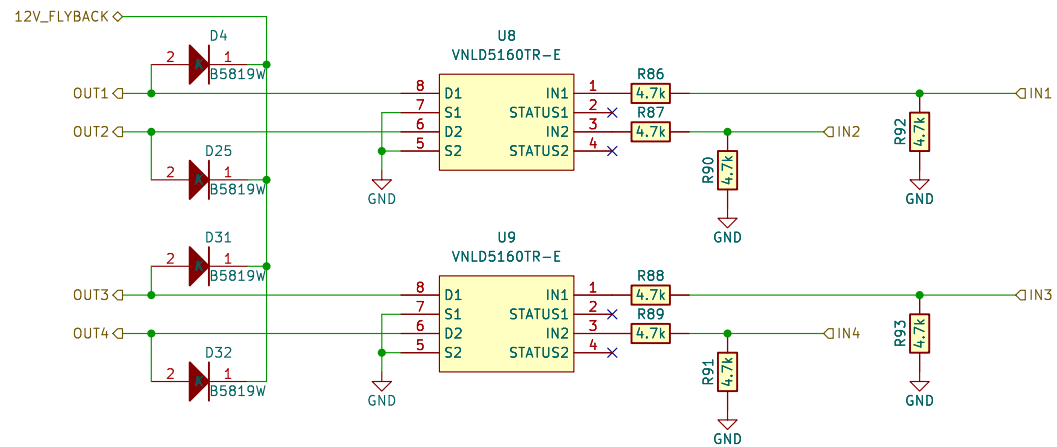 12V_FLYBACK
D4
2 1
B5819W
OUT1
OUT2
D25
2 1
B5819W
U8
VNLD5160TR-E
8 D1 IN1 1
7 S1 STATUS1 2
6 D2 IN2 3
5 S2 STATUS2 4
GND
R86
4.7k
R87
4.7k
IN1
IN2
R92
4.7k
GND
R90
4.7k
GND
D31
2 1
B5819W
OUT3
OUT4
D32
2 1
B5819W
U9
VNLD5160TR-E
8 D1 IN1 1
7 S1 STATUS1 2
6 D2 IN2 3
5 S2 STATUS2 4
GND
R88
4.7k
R89
4.7k
IN3
IN4
R93
4.7k
GND
R91
4.7k
GND